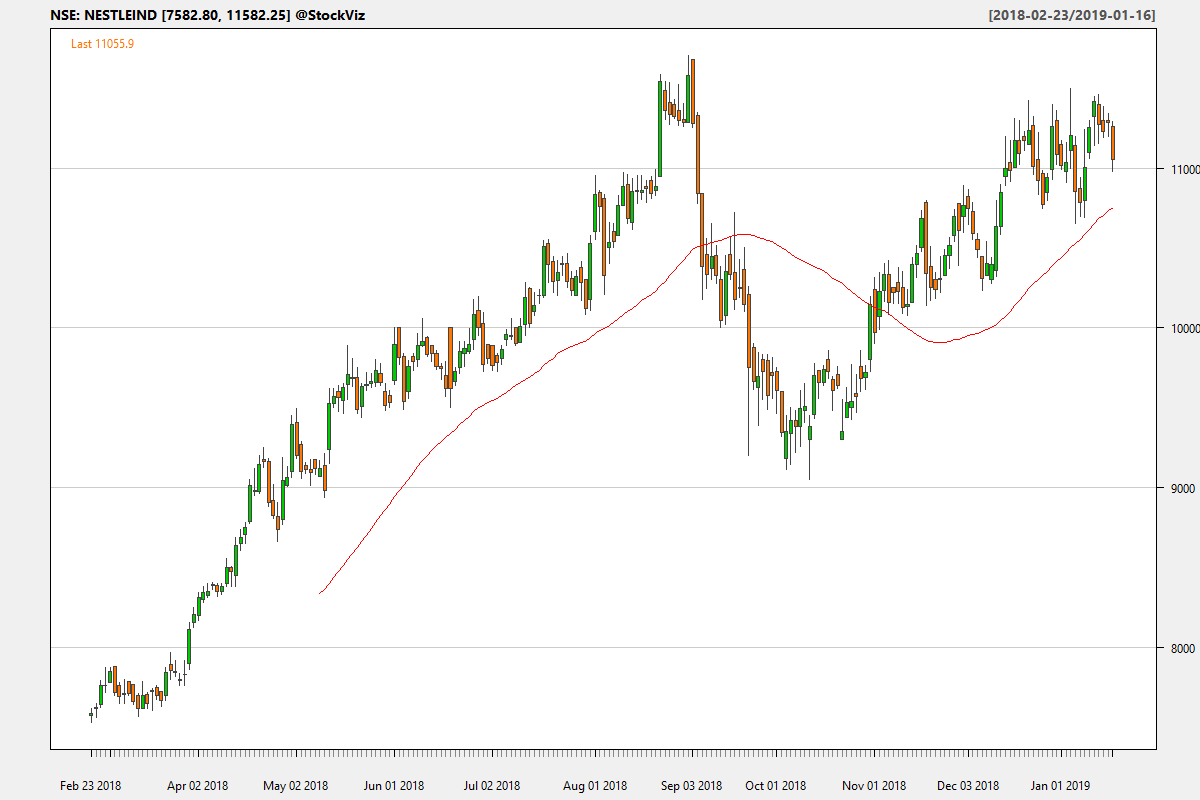 NSE: NESTLEIND [7582.80, 11582.25] @StockViz [2018-02-23/2019-01-16]
Last 11055.9
11000
10000
9000
8000
Feb 23 2018 Apr 02 2018 May 02 2018 Jun 01 2018 Jul 02 2018 Aug 01 2018 Sep 03 2018 Oct 01 2018 Nov 01 2018 Dec 03 2018 Jan 01 2019